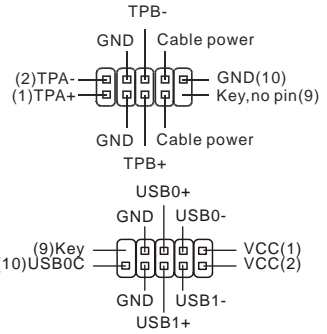 TPB-
GND Cable power
(2)TPA- GND(10)
(1)TPA+ Key,no pin(9)
GND Cable power
TPB+
USB0+
GND USB0-
(9)Key VCC(1)
10)USB0C VCC(2)
GND USB1-
USB1+